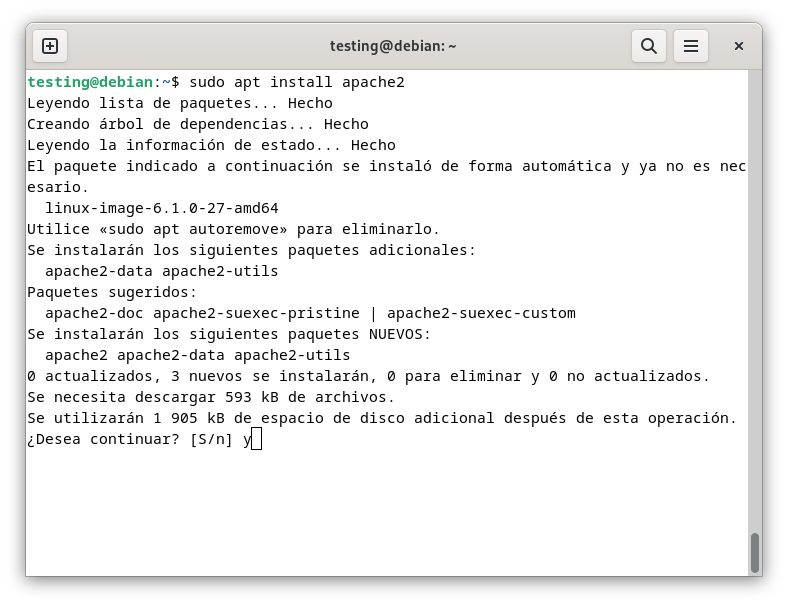 testing@debian: ~
testing@debian:~$ sudo apt install apache2
Leyendo lista de paquetes... Hecho
Creando árbol de dependencias... Hecho
Leyendo la información de estado... Hecho
El paquete indicado a continuación se instaló de forma automática y ya no es nec
esario.
  linux-image-6.1.0-27-amd64
Utilice «sudo apt autoremove» para eliminarlo.
Se instalarán los siguientes paquetes adicionales:
  apache2-data apache2-utils
Paquetes sugeridos:
  apache2-doc apache2-suexec-pristine | apache2-suexec-custom
Se instalarán los siguientes paquetes NUEVOS:
  apache2 apache2-data apache2-utils
0 actualizados, 3 nuevos se instalarán, 0 para eliminar y 0 no actualizados.
Se necesita descargar 593 kB de archivos.
Se utilizarán 1 905 kB de espacio de disco adicional después de esta operación.
¿Desea continuar? [S/n] y